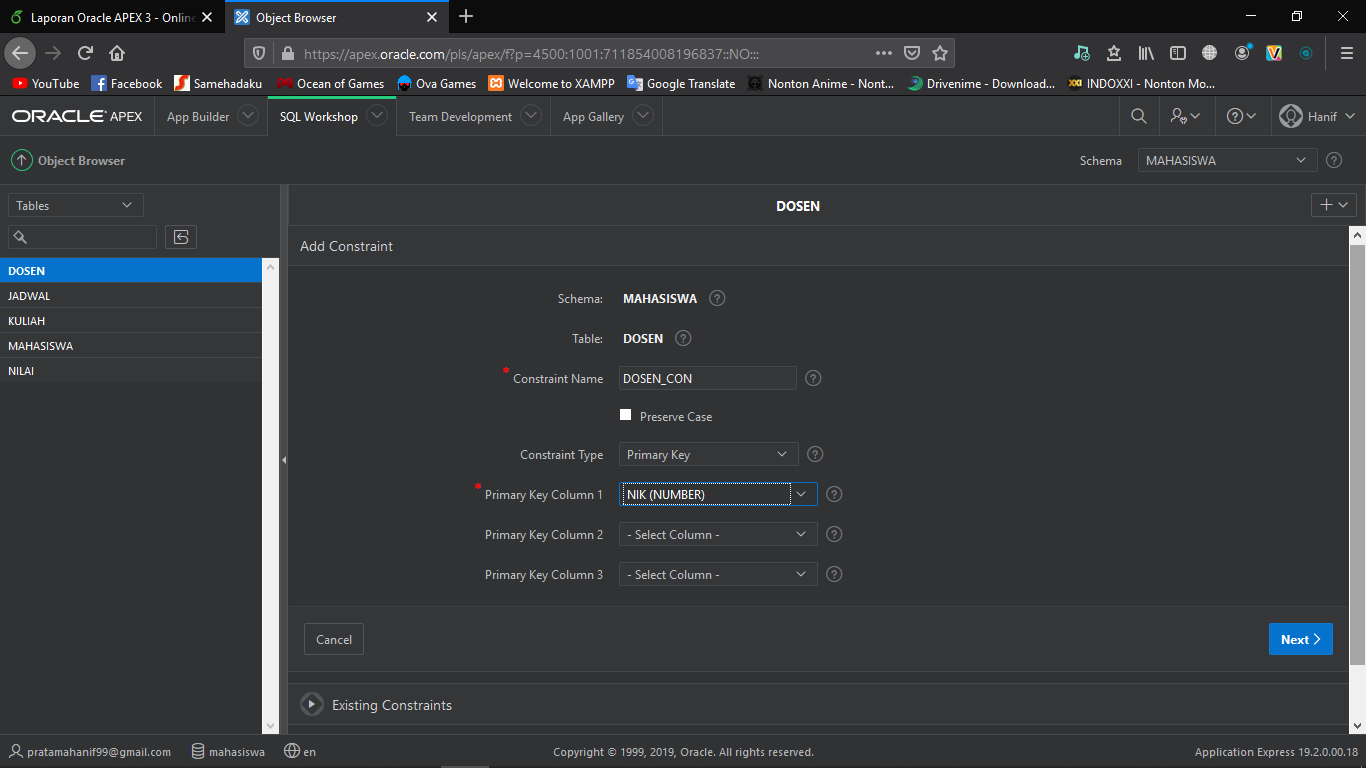 Laporan Oracle APEX 3 - Online
Object Browser
https://apex.oracle.com/pls/apex/f?p=4500:1001:711854008196837::NO:::
YouTube Facebook Samehadaku Ocean of Games Ova Games Welcome to XAMPP Google Translate Nonton Anime - Nont... Drivenime - Download... INDOXXI - Nonton Mo...
ORACLE APEX App Builder SQL Workshop Team Development App Gallery Hanif
Object Browser Schema MAHASISWA
Tables
DOSEN
JADWAL
KULIAH
MAHASISWA
NILAI
DOSEN
Add Constraint
Schema: MAHASISWA
Table: DOSEN
* Constraint Name DOSEN_CON
Preserve Case
Constraint Type Primary Key
* Primary Key Column 1 NIK (NUMBER)
Primary Key Column 2 - Select Column -
Primary Key Column 3 - Select Column -
Cancel Next
Existing Constraints
pratamahanif99@gmail.com mahasiswa en Copyright © 1999, 2019, Oracle. All rights reserved. Application Express 19.2.0.00.18